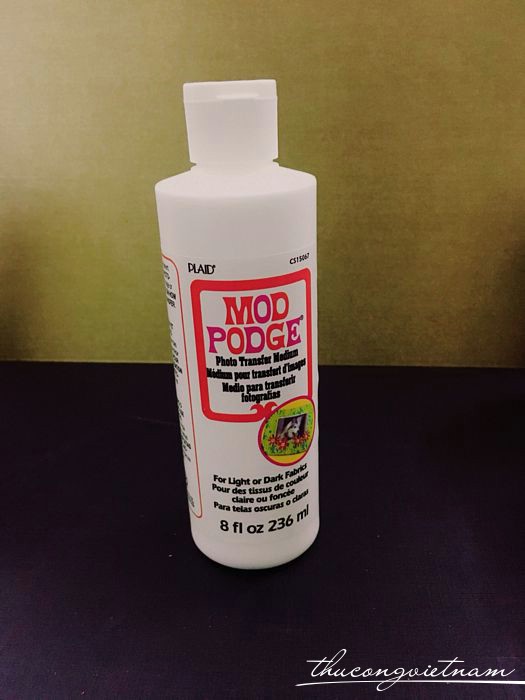 PLAID®
CS15067
MOD
PODGE®
Photo Transfer Medium
Médium pour transfert d'images
Medio para transferir
fotografías
For Light or Dark Fabrics
Pour des tissus de couleur
claire ou foncée
Para telas oscuras o claras
8 fl oz 236 ml
thucongvietnam